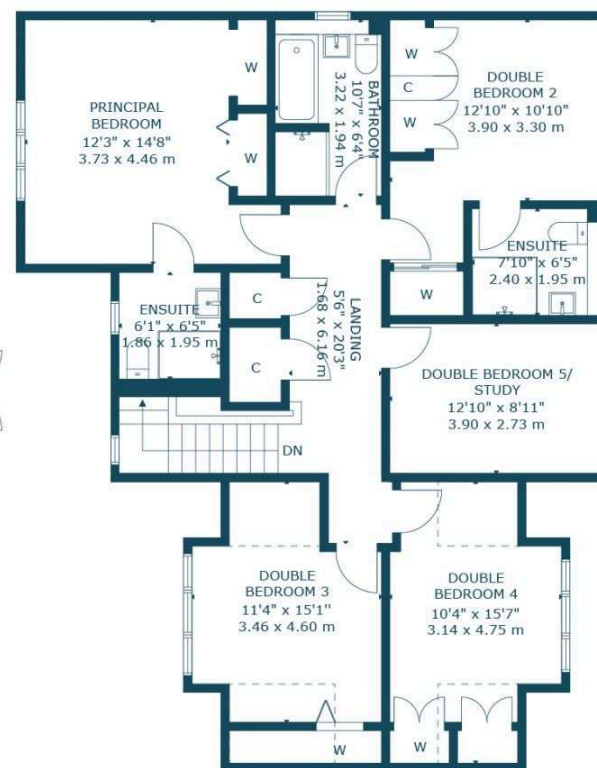 PRINCIPAL
BEDROOM
12'3" x 14'8"
3.73 x 4.46 m
W
W
BATHROOM
10'7" x 6'4"
3.22 x 1.94 m
W
C
W
DOUBLE
BEDROOM 2
12'10" x 10'10"
3.90 x 3.30 m
ENSUITE
7'10" x 6'5"
2.40 x 1.95 m
W
ENSUITE
6'1" x 6'5"
1.86 x 1.95 m
C
C
LANDING
5'6" x 20'3"
1.68 x 6.16 m
DOUBLE BEDROOM 5/
STUDY
12'10" x 8'11"
3.90 x 2.73 m
DN
DOUBLE
BEDROOM 3
11'4" x 15'1"
3.46 x 4.60 m
DOUBLE
BEDROOM 4
10'4" x 15'7"
3.14 x 4.75 m
W
W